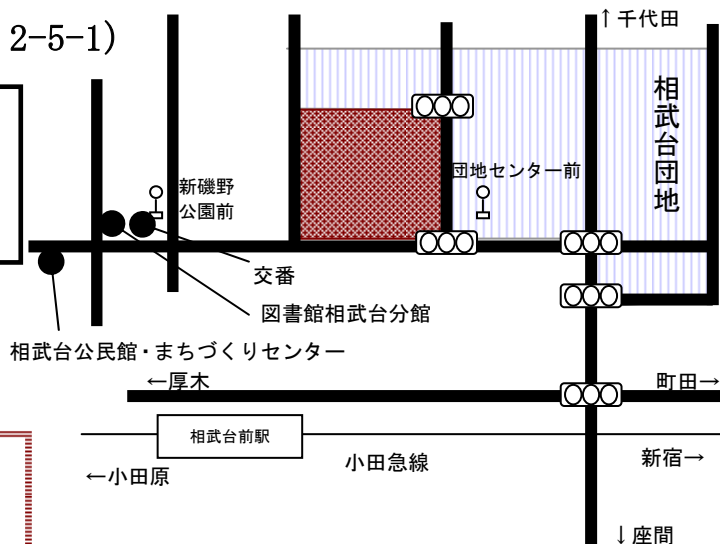 2-5-1)
↑千代田
相武台団地
団地センター前
新磯野
公園前
交番
図書館相武台分館
相武台公民館・まちづくりセンター
←厚木
町田→
相武台前駅
小田急線
新宿→
←小田原
↓座間